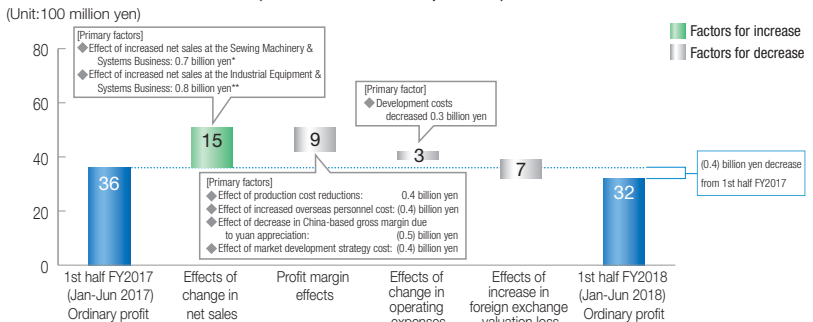 (Unit:100 million yen)
[Primary factors]
◆Effect of increased net sales at the Sewing Machinery &
Systems Business: 0.7 billion yen*
◆Effect of increased net sales at the Industrial Equipment &
Systems Business: 0.8 billion yen**
Factors for increase
Factors for decrease
[Primary factor]
◆Development costs
decreased 0.3 billion yen
80
60
40
20
0
36
15
9
3
7
32
(0.4) billion yen decrease
from 1st half FY2017
[Primary factors]
◆Effect of production cost reductions: 0.4 billion yen
◆Effect of increased overseas personnel cost: (0.4) billion yen
◆Effect of decrease in China-based gross margin due
to yuan appreciation: (0.5) billion yen
◆Effect of market development strategy cost: (0.4) billion yen
1st half FY2017
(Jan-Jun 2017)
Ordinary profit
Effects of
change in
net sales
Profit margin
effects
Effects of
change in
operating
expenses
Effects of
increase in
foreign exchange
valuation loss
1st half FY2018
(Jan-Jun 2018)
Ordinary profit